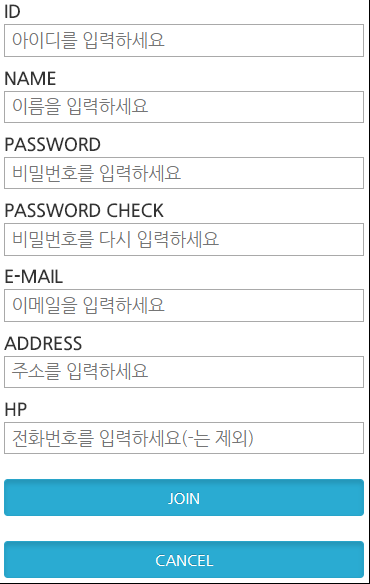 ID
아이디를 입력하세요
NAME
이름을 입력하세요
PASSWORD
비밀번호를 입력하세요
PASSWORD CHECK
비밀번호를 다시 입력하세요
E-MAIL
이메일을 입력하세요
ADDRESS
주소를 입력하세요
HP
전화번호를 입력하세요(-는 제외)
JOIN
CANCEL